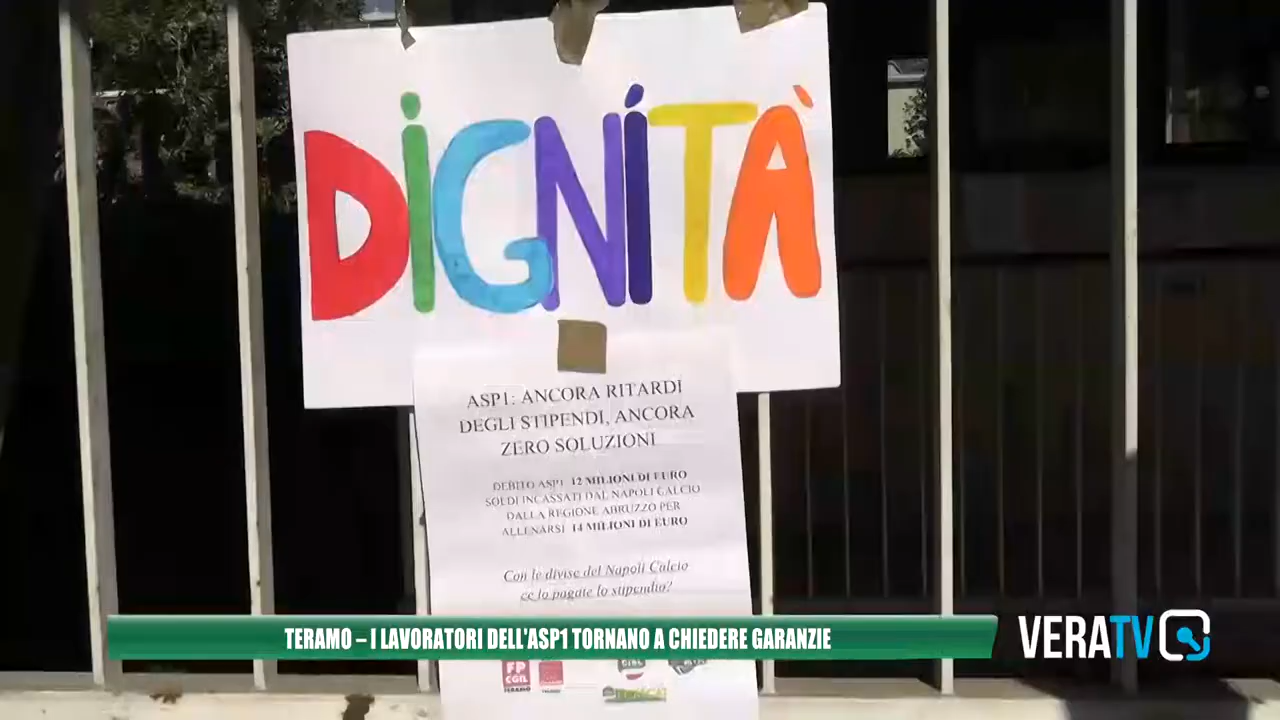 DIGNITÀ
ASP1: ANCORA RITARDI
DEGLI STIPENDI, ANCORA
ZERO SOLUZIONI
DEBITO ASP1 12 MILIONI DI EURO
SOLDI INCASSATI DAL NAPOLI CALCIO
DALLA REGIONE ABRUZZO PER
ALLENARSI 14 MILIONI DI EURO
Con le divise del Napoli Calcio
ce lo pagate lo stipendio?
TERAMO – I LAVORATORI DELL'ASP1 TORNANO A CHIEDERE GARANZIE
VERATV
FP
CGIL
TERAMO